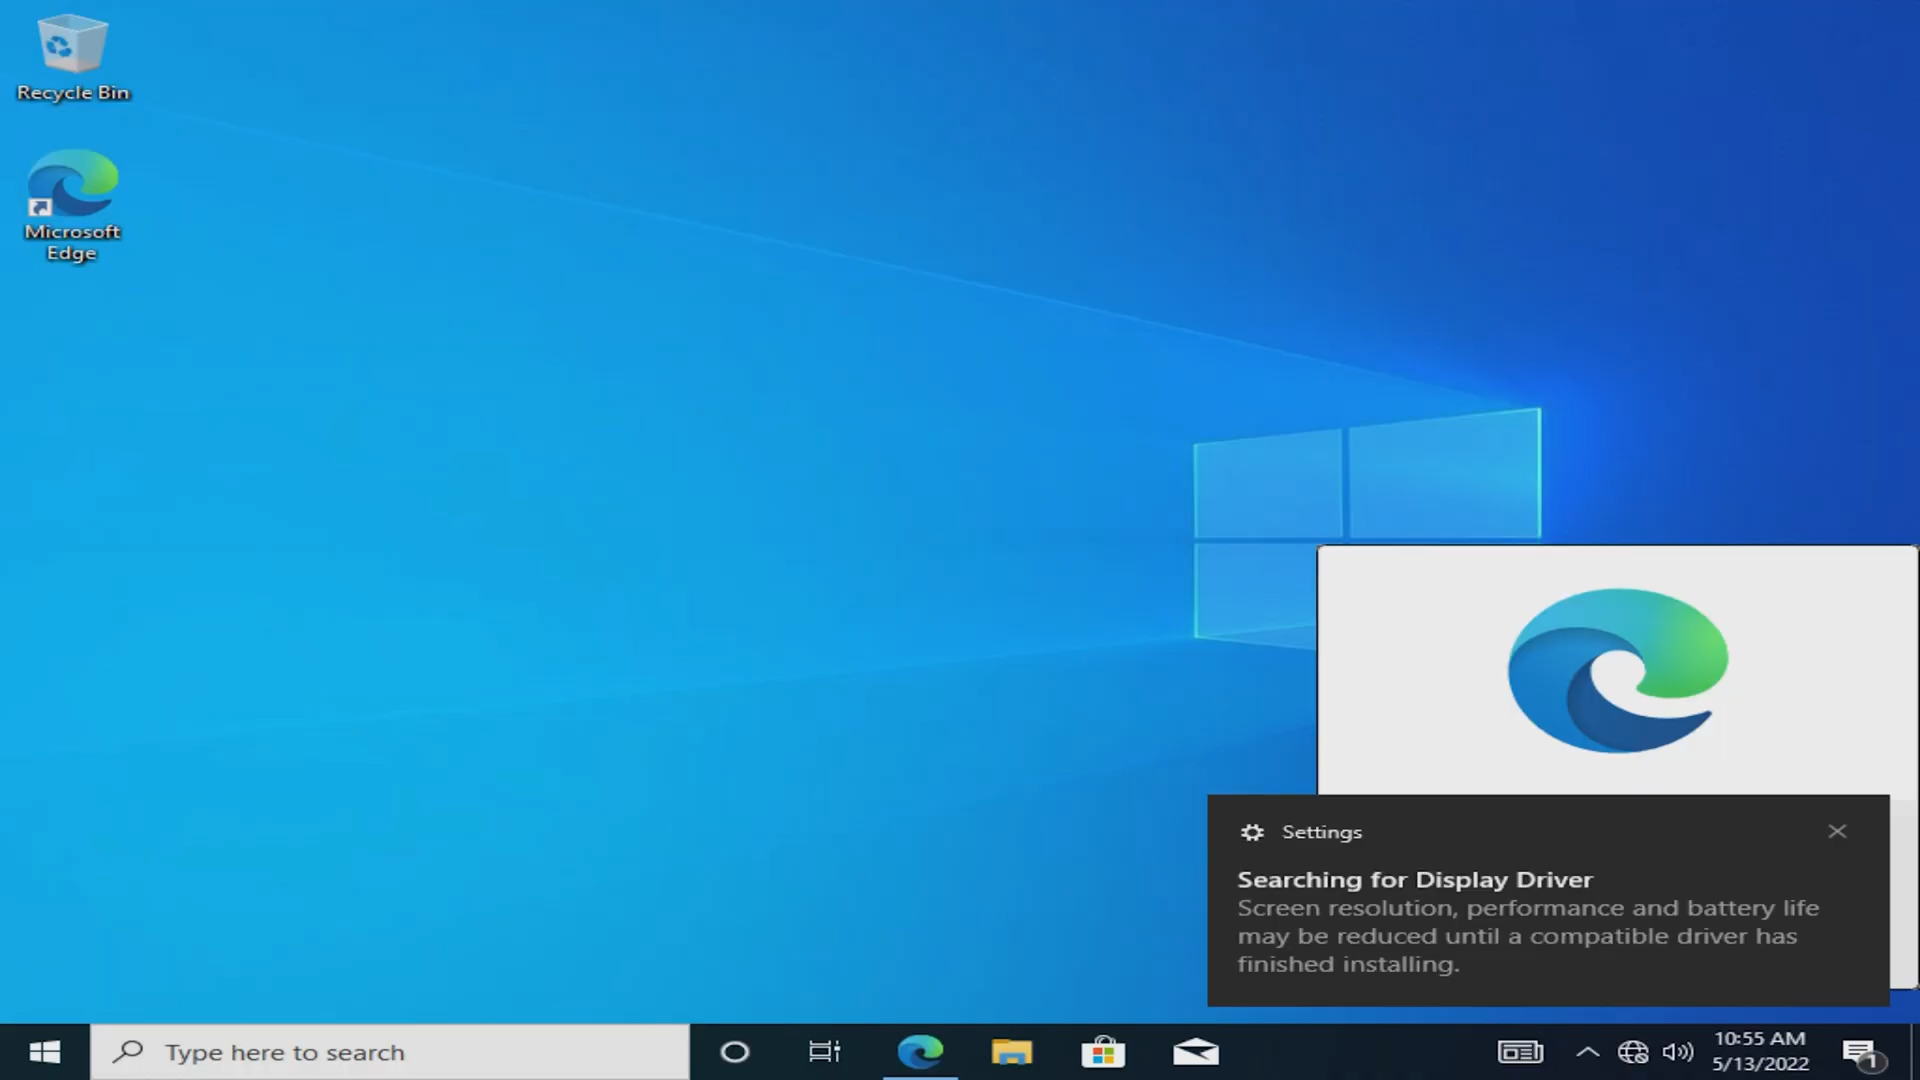 Recycle Bin
Microsoft
Edge
Settings
Searching for Display Driver
Screen resolution, performance and battery life
may be reduced until a compatible driver has
finished installing.
Type here to search
10:55 AM
5/13/2022
1